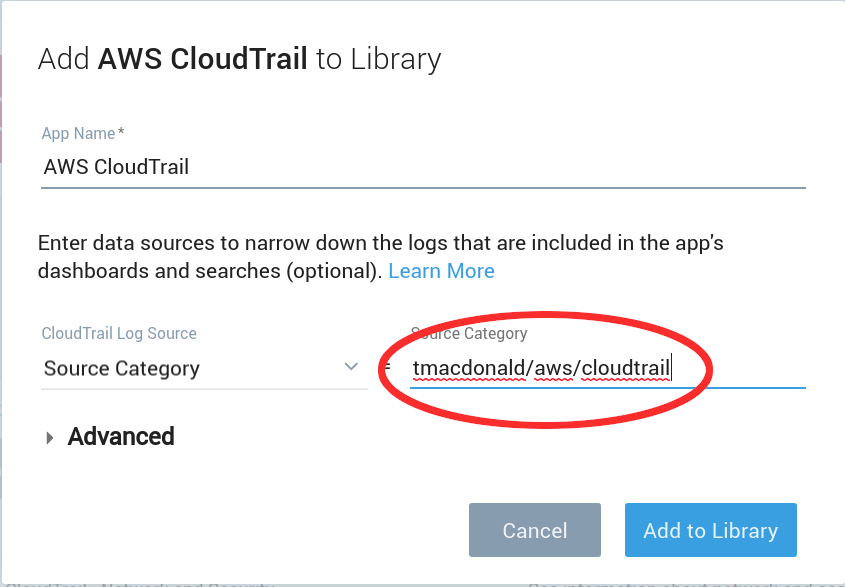 Add AWS CloudTrail to Library
App Name*
AWS CloudTrail
Enter data sources to narrow down the logs that are included in the app's
dashboards and searches (optional). Learn More
CloudTrail Log Source
Source Category
Source Category
=
tmacdonald/aws/cloudtrail
Advanced
Cancel
Add to Library